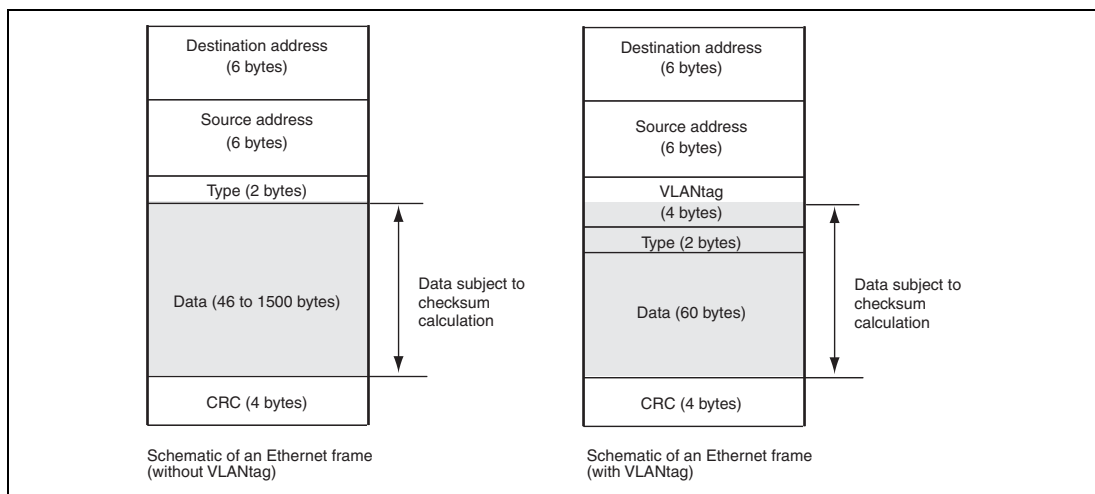 Destination address
(6 bytes)
Source address
(6 bytes)
Type (2 bytes)
Data (46 to 1500 bytes)
CRC (4 bytes)
Data subject to
checksum
calculation
Schematic of an Ethernet frame
(without VLANtag)
Destination address
(6 bytes)
Source address
(6 bytes)
VLANtag
(4 bytes)
Type (2 bytes)
Data (60 bytes)
CRC (4 bytes)
Data subject to
checksum
calculation
Schematic of an Ethernet frame
(with VLANtag)